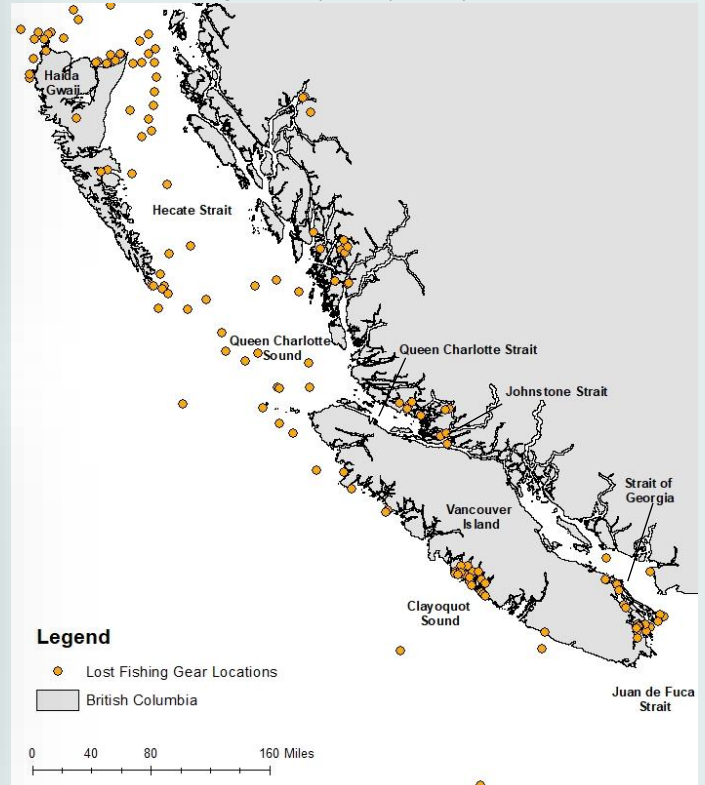 Haida
Gwaii
Hecate Strait
Queen Charlotte
Sound
Queen Charlotte Strait
Johnstone Strait
Strait of
Georgia
Vancouver
Island
Clayoquot
Sound
Juan de Fuca
Strait
Legend
Lost Fishing Gear Locations
British Columbia
0 40 80 160 Miles